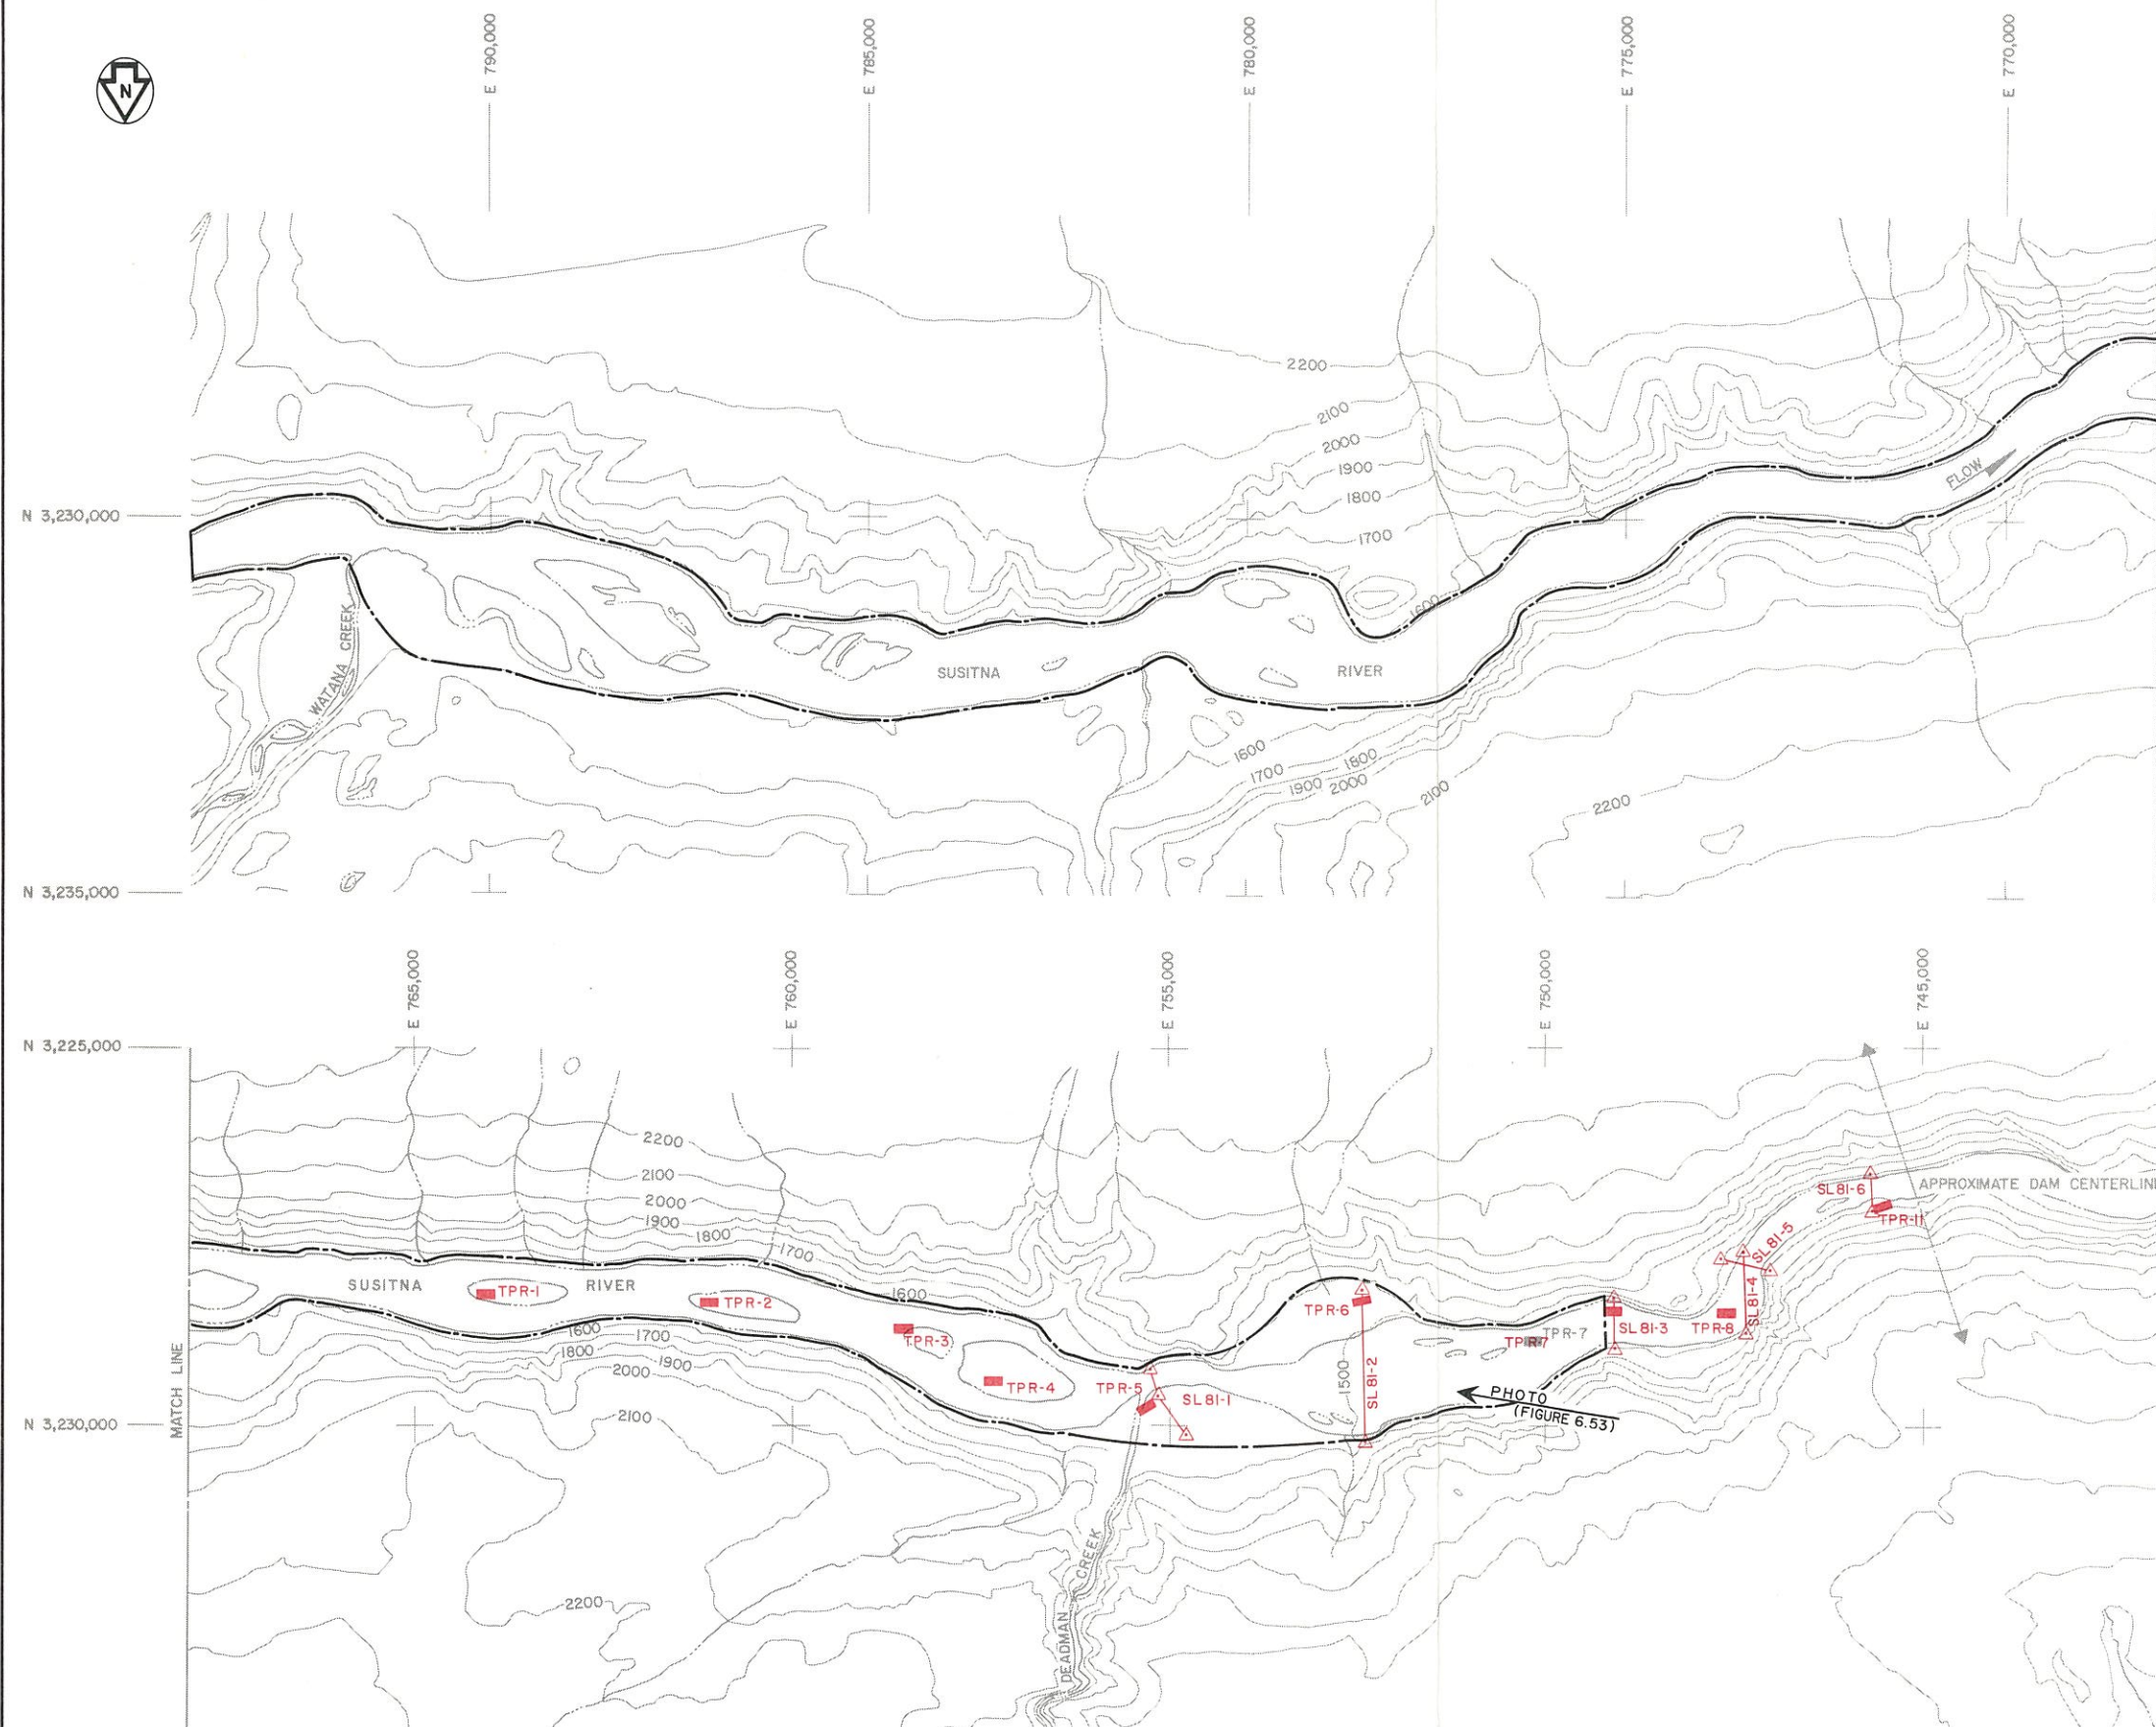 N
E 790,000
E 785,000
E 780,000
E 775,000
E 770,000
2200
2100
2000
1900
1800
1700
1600
FLOW
N 3,230,000
WATANA CREEK
SUSITNA
RIVER
1600
1700
1800
1900
2000
2100
2200
N 3,235,000
E 765,000
E 760,000
E 755,000
E 750,000
E 745,000
N 3,225,000
2200
2100
2000
1900
1800
1700
1600
SUSITNA
RIVER
TPR-1
TPR-2
TPR-3
TPR-4
TPR-5
SL 81-1
TPR-6
SL 81-2
1500
TPR-7
TPR-7
SL 81-3
TPR-8
SL 81-4
SL 81-5
SL 81-6
TPR-11
APPROXIMATE DAM CENTERLIN
1600
1700
1800
1900
2000
2100
PHOTO
(FIGURE 6.53)
MATCH LINE
N 3,230,000
2200
DEADMAN CREEK